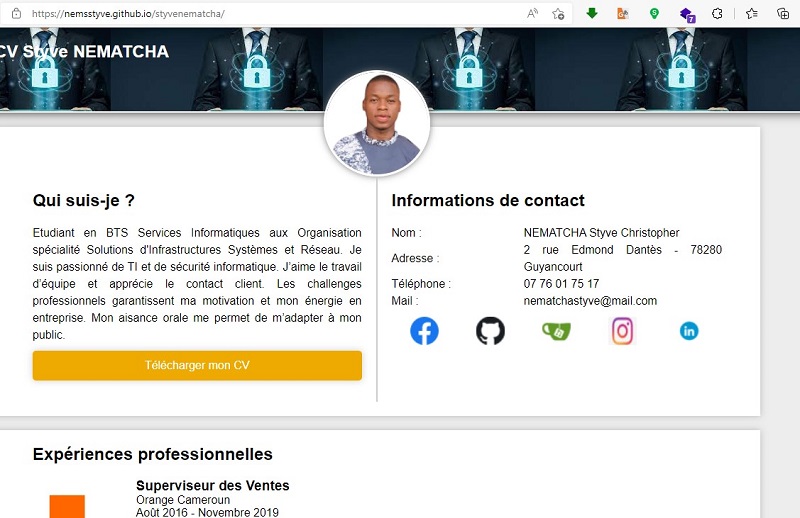 https://nemsstyve.github.io/styvenematcha/
7
CV Styve NEMATCHA
Qui suis-je ?
Etudiant en BTS Services Informatiques aux Organisation
spécialité Solutions d'Infrastructures Systèmes et Réseau. Je
suis passionné de TI et de sécurité informatique. J'aime le travail
d'équipe et apprécie le contact client. Les challenges
professionnels garantissent ma motivation et mon énergie en
entreprise. Mon aisance orale me permet de m'adapter à mon
public.
Télécharger mon CV
Informations de contact
Nom : NEMATCHA Styve Christopher
Adresse : 2 rue Edmond Dantès - 78280
Guyancourt
Téléphone : 07 76 01 75 17
Mail : nematchastyve@mail.com
Expériences professionnelles
Superviseur des Ventes
Orange Cameroun
Août 2016 - Novembre 2019